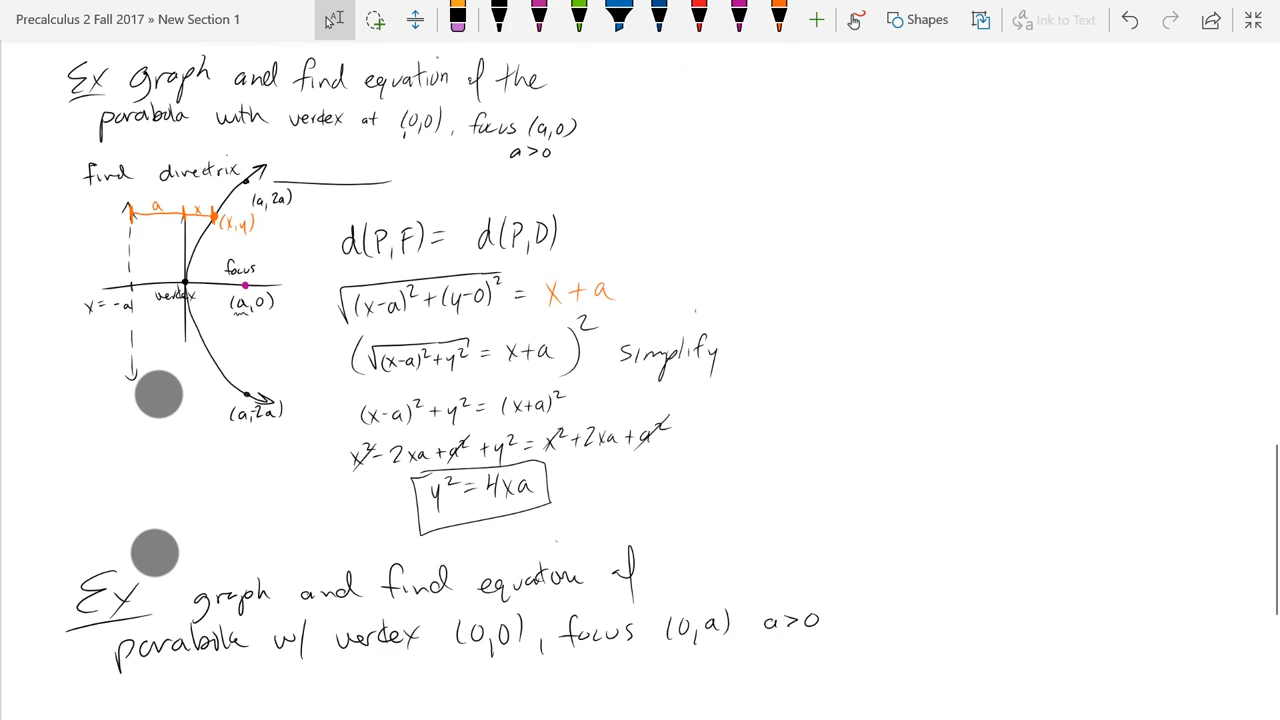 Precalculus 2 Fall 2017 » New Section 1
Shapes
Ink to Text
Ex graph and find equation of the
parabola with vertex at (0,0), focus (a,0)
a>0
find directrix
(a, 2a)
a x
(x,y)
focus
vertex
x = -a
(a,0)
(a,-2a)
d(P,F) = d(P,D)
√(x-a)²+(y-0)² = x+a
(√(x-a)²+y² = x+a)² simplify
(x-a)²+y² = (x+a)²
x²- 2xa + a² + y² = x² + 2xa + a²
y² = 4xa
Ex graph and find equation of
parabola w/ vertex (0,0), focus (0,a) a>0